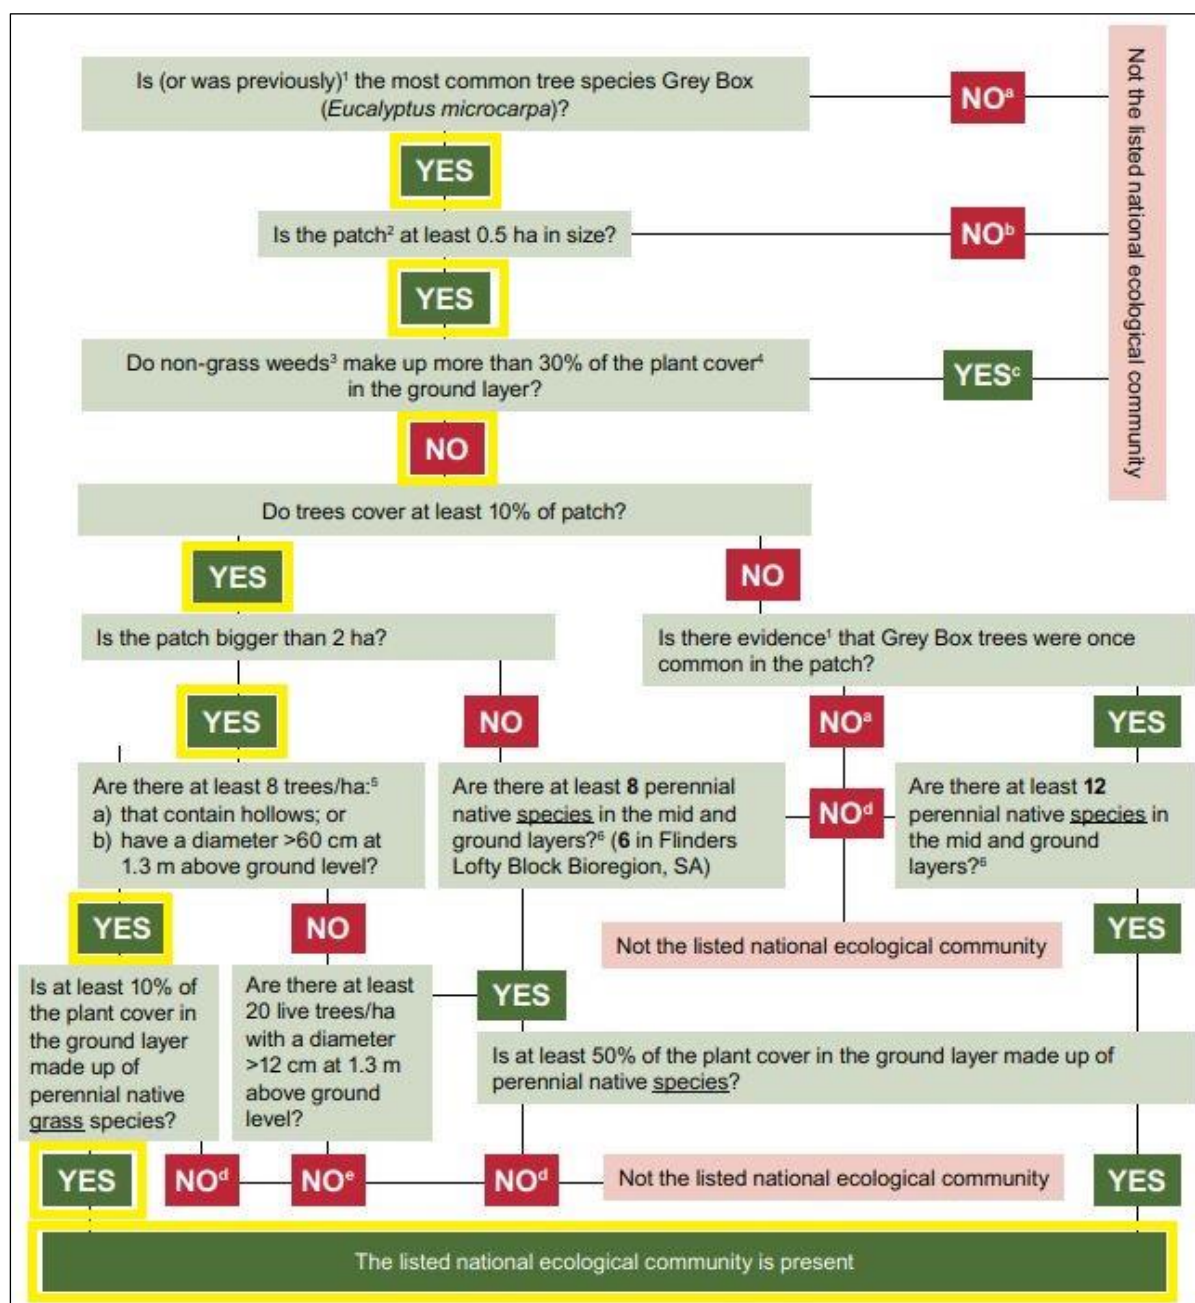 Is (or was previously)¹ the most common tree species Grey Box
(Eucalyptus microcarpa)?
NOᵃ
Not the listed national ecological community
YES
Is the patch² at least 0.5 ha in size?
NOᵇ
YES
Do non-grass weeds³ make up more than 30% of the plant cover⁴
in the ground layer?
YESᶜ
NO
Do trees cover at least 10% of patch?
YES
NO
Is the patch bigger than 2 ha?
Is there evidence¹ that Grey Box trees were once
common in the patch?
YES
NO
NOᵃ
YES
Are there at least 8 trees/ha:⁵
a) that contain hollows; or
b) have a diameter >60 cm at
1.3 m above ground level?
Are there at least 8 perennial
native species in the mid and
ground layers?⁶ (6 in Flinders
Lofty Block Bioregion, SA)
NOᵈ
Are there at least 12
perennial native species in
the mid and ground
layers?⁶
YES
NO
Not the listed national ecological community
YES
Is at least 10% of
the plant cover in
the ground layer
made up of
perennial native
grass species?
Are there at least
20 live trees/ha
with a diameter
>12 cm at 1.3 m
above ground
level?
YES
Is at least 50% of the plant cover in the ground layer made up of
perennial native species?
YES
NOᵈ
NOᵉ
NOᵈ
Not the listed national ecological community
YES
The listed national ecological community is present